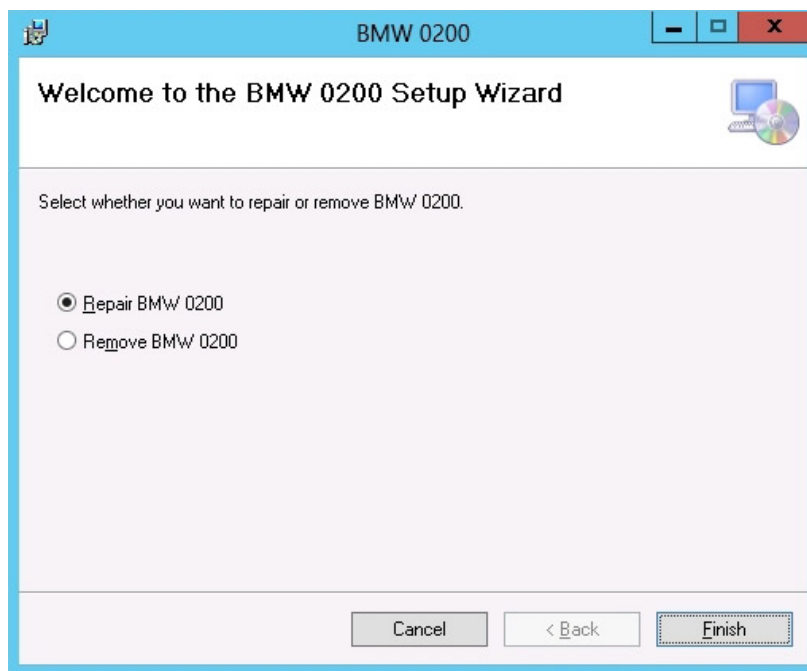 BMW 0200
Welcome to the BMW 0200 Setup Wizard
Select whether you want to repair or remove BMW 0200.
Repair BMW 0200
Remove BMW 0200
Cancel
< Back
Finish